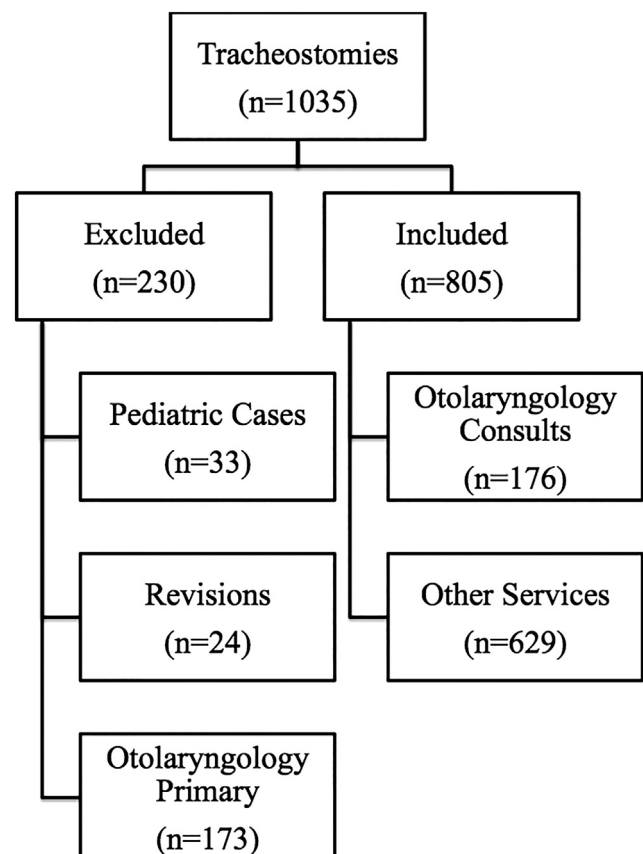 Tracheostomies
(n=1035)
Excluded
(n=230)
Included
(n=805)
Pediatric Cases
(n=33)
Otolaryngology
Consults
(n=176)
Revisions
(n=24)
Other Services
(n=629)
Otolaryngology
Primary
(n=173)